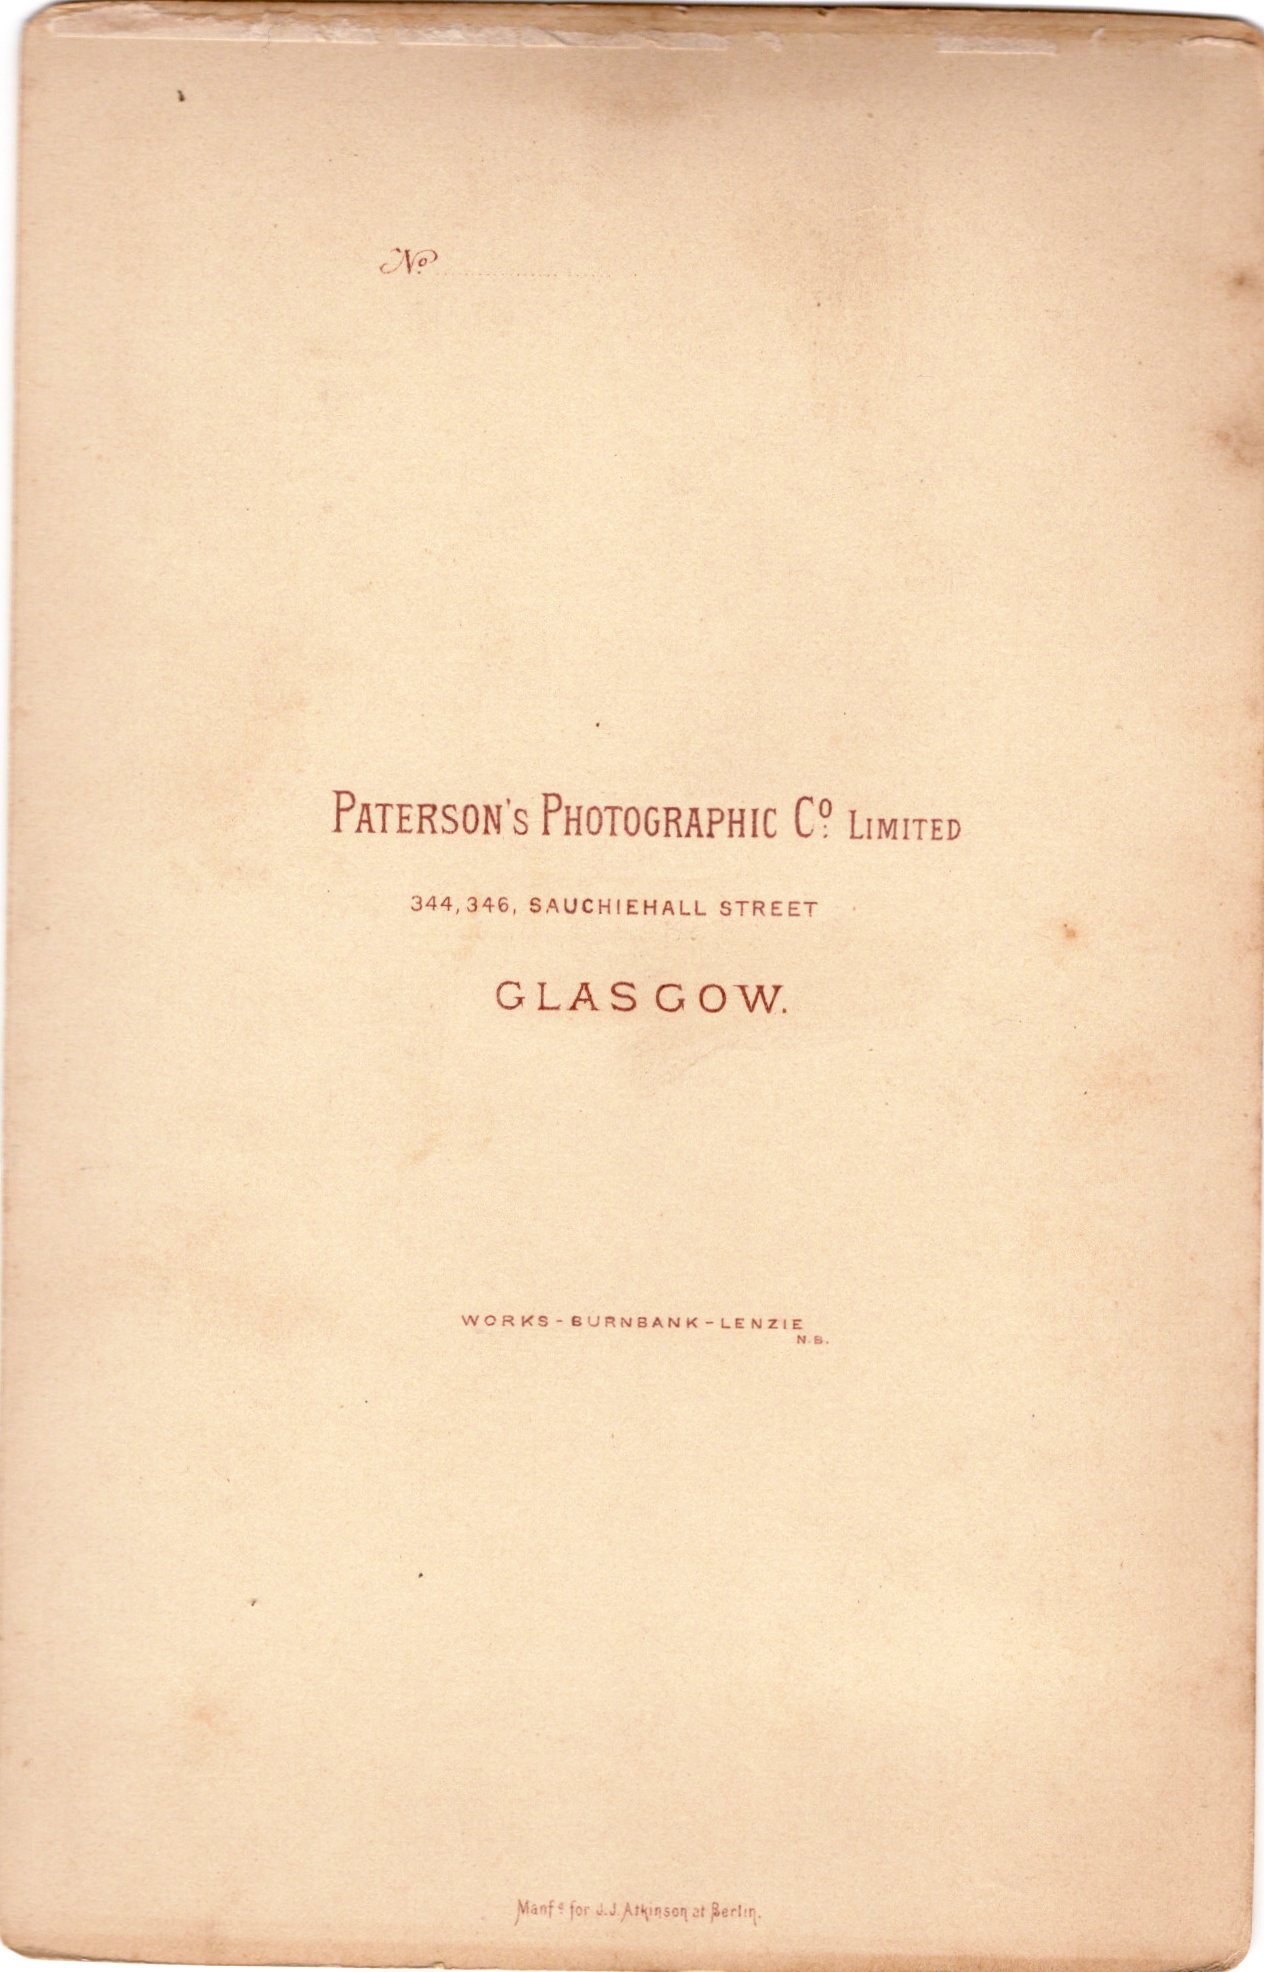 No
PATERSON'S PHOTOGRAPHIC Co LIMITED
344, 346, SAUCHIEHALL STREET
GLASGOW.
WORKS - BURNBANK - LENZIE
N.B.
Manfd for J.J. Atkinson at Berlin.